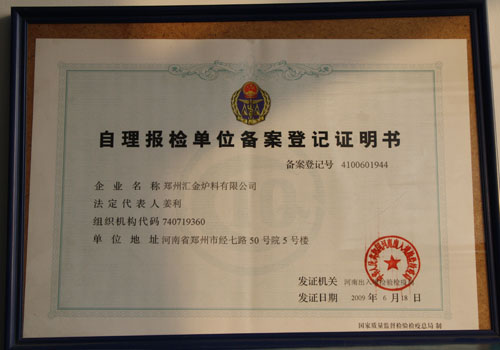 自理报检单位备案登记证明书
备案登记号 4100601944
企业名称 郑州汇金炉料有限公司
法定代表人 姜利
组织机构代码 740719360
单位地址 河南省郑州市经七路50号院5号楼
发证机关 河南出入境检验检疫局
发证日期 2009年6月18日
国家质量监督检验检疫总局 制